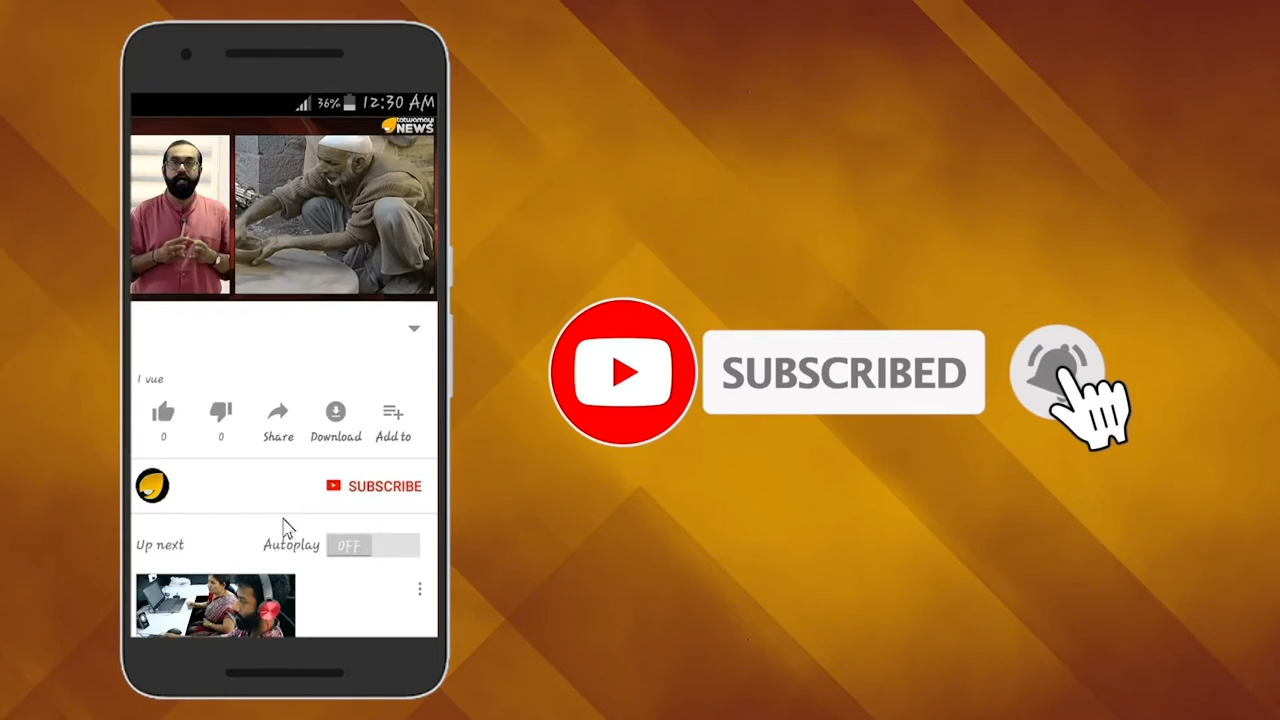 36% 12:30 AM
tatwamayi
NEWS
1 vue
0
0
Share
Download
Add to
SUBSCRIBE
Up next
Autoplay
OFF
SUBSCRIBED